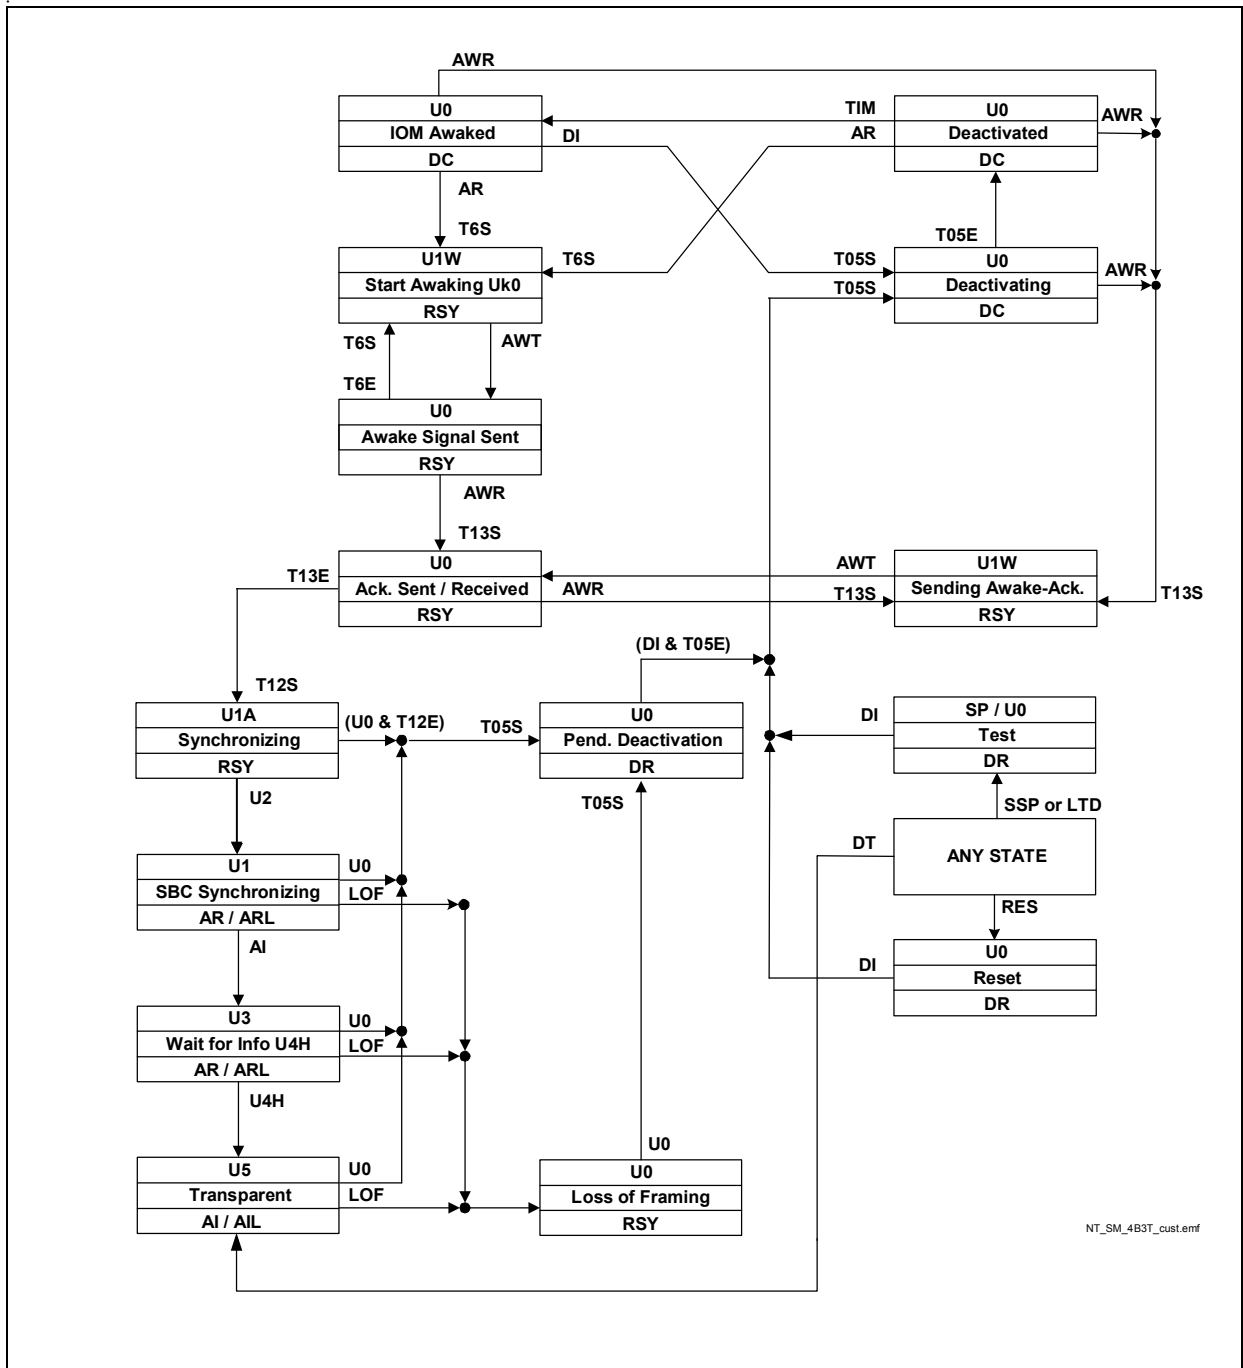 AWR
U0
IOM Awaked
DC
TIM
DI
AR
U0
Deactivated
DC
AWR
AR
T6S
T05E
U1W
Start Awaking Uk0
RSY
T6S
T05S
T05S
U0
Deactivating
DC
AWR
T6S
AWT
T6E
U0
Awake Signal Sent
RSY
AWR
T13S
T13E
U0
Ack. Sent / Received
RSY
AWT
AWR
T13S
U1W
Sending Awake-Ack.
RSY
T13S
(DI & T05E)
T12S
U1A
Synchronizing
RSY
(U0 & T12E)
T05S
U0
Pend. Deactivation
DR
DI
SP / U0
Test
DR
U2
T05S
SSP or LTD
DT
ANY STATE
U1
SBC Synchronizing
AR / ARL
U0
LOF
RES
AI
DI
U0
Reset
DR
U3
Wait for Info U4H
AR / ARL
U0
LOF
U4H
U0
U5
Transparent
AI / AIL
U0
LOF
U0
Loss of Framing
RSY
NT_SM_4B3T_cust.emf